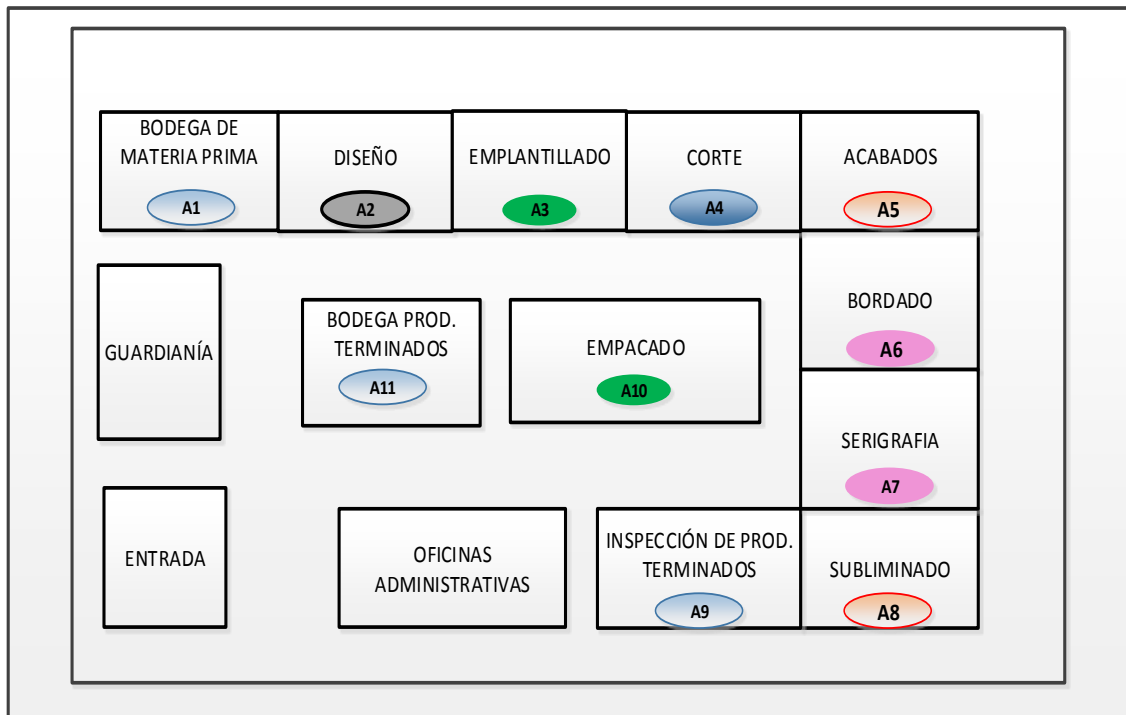 BODEGA DE
MATERIA PRIMA
A1
DISEÑO
A2
EMPLANTILLADO
A3
CORTE
A4
ACABADOS
A5
BORDADO
A6
GUARDIANÍA
BODEGA PROD.
TERMINADOS
A11
EMPACADO
A10
SERIGRAFIA
A7
ENTRADA
OFICINAS
ADMINISTRATIVAS
INSPECCIÓN DE PROD.
TERMINADOS
A9
SUBLIMINADO
A8